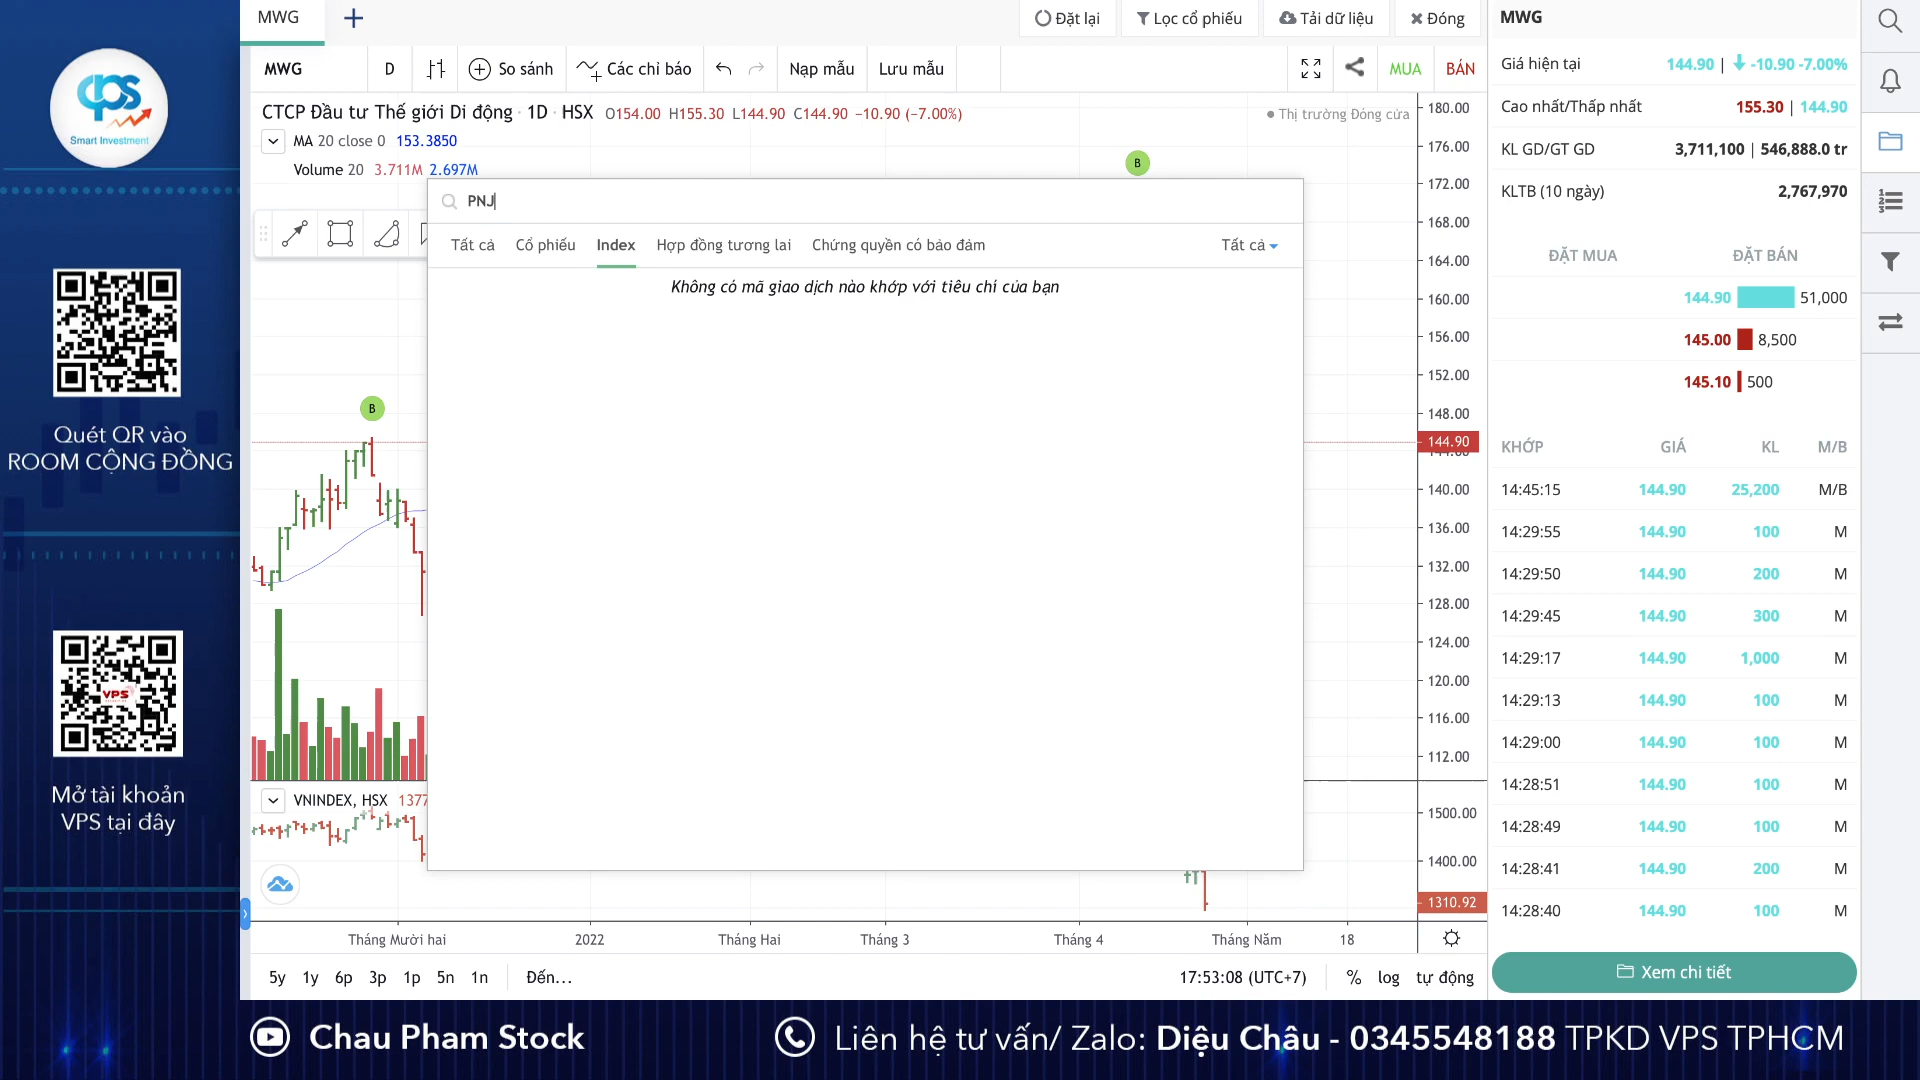 cps
Smart Investment
Quét QR vào
ROOM CỘNG ĐỒNG
VPS
Mở tài khoản
VPS tại đây
MWG
Đặt lại
Lọc cổ phiếu
Tải dữ liệu
Đóng
MWG
D
So sánh
Các chỉ báo
Nạp mẫu
Lưu mẫu
MUA
BÁN
CTCP Đầu tư Thế giới Di động · 1D · HSX O154.00 H155.30 L144.90 C144.90 −10.90 (−7.00%)
Thị trường Đóng cửa
MA 20 close 0 153.3850
Volume 20 3.711M 2.697M
B
B
PNJ
Tất cả
Cổ phiếu
Index
Hợp đồng tương lai
Chứng quyền có bảo đảm
Tất cả
Không có mã giao dịch nào khớp với tiêu chí của bạn
180.00
176.00
172.00
168.00
164.00
160.00
156.00
152.00
148.00
144.90
140.00
136.00
132.00
128.00
124.00
120.00
116.00
112.00
VNINDEX, HSX 1377
1500.00
1400.00
1310.92
Tháng Mười hai
2022
Tháng Hai
Tháng 3
Tháng 4
Tháng Năm
18
5y 1y 6p 3p 1p 5n 1n
Đến...
17:53:08 (UTC+7)
% log tự động
MWG
Giá hiện tại 144.90 | -10.90 -7.00%
Cao nhất/Thấp nhất 155.30 | 144.90
KL GD/GT GD 3,711,100 | 546,888.0 tr
KLTB (10 ngày) 2,767,970
ĐẶT MUA ĐẶT BÁN
144.90 51,000
145.00 8,500
145.10 500
KHỚP GIÁ KL M/B
14:45:15 144.90 25,200 M/B
14:29:55 144.90 100 M
14:29:50 144.90 200 M
14:29:45 144.90 300 M
14:29:17 144.90 1,000 M
14:29:13 144.90 100 M
14:29:00 144.90 100 M
14:28:51 144.90 100 M
14:28:49 144.90 100 M
14:28:41 144.90 200 M
14:28:40 144.90 100 M
Xem chi tiết
Chau Pham Stock
Liên hệ tư vấn/ Zalo: Diệu Châu - 0345548188 TPKD VPS TPHCM